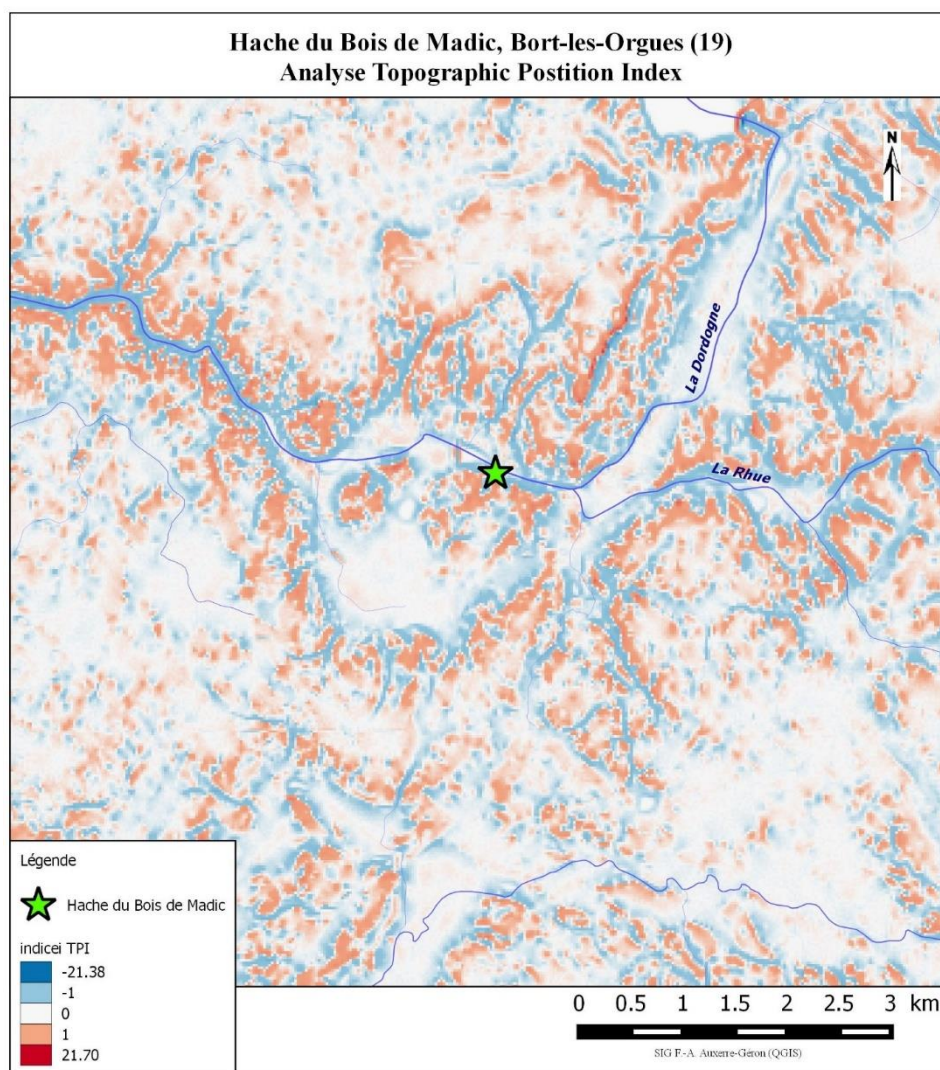 Hache du Bois de Madic, Bort-les-Orgues (19)
Analyse Topographic Postition Index
N
La Dordogne
La Rhue
Légende
Hache du Bois de Madic
indicei TPI
-21.38
-1
0
1
21.70
0 0.5 1 1.5 2 2.5 3 km
SIG F.-A. Auxerre-Géron (QGIS)